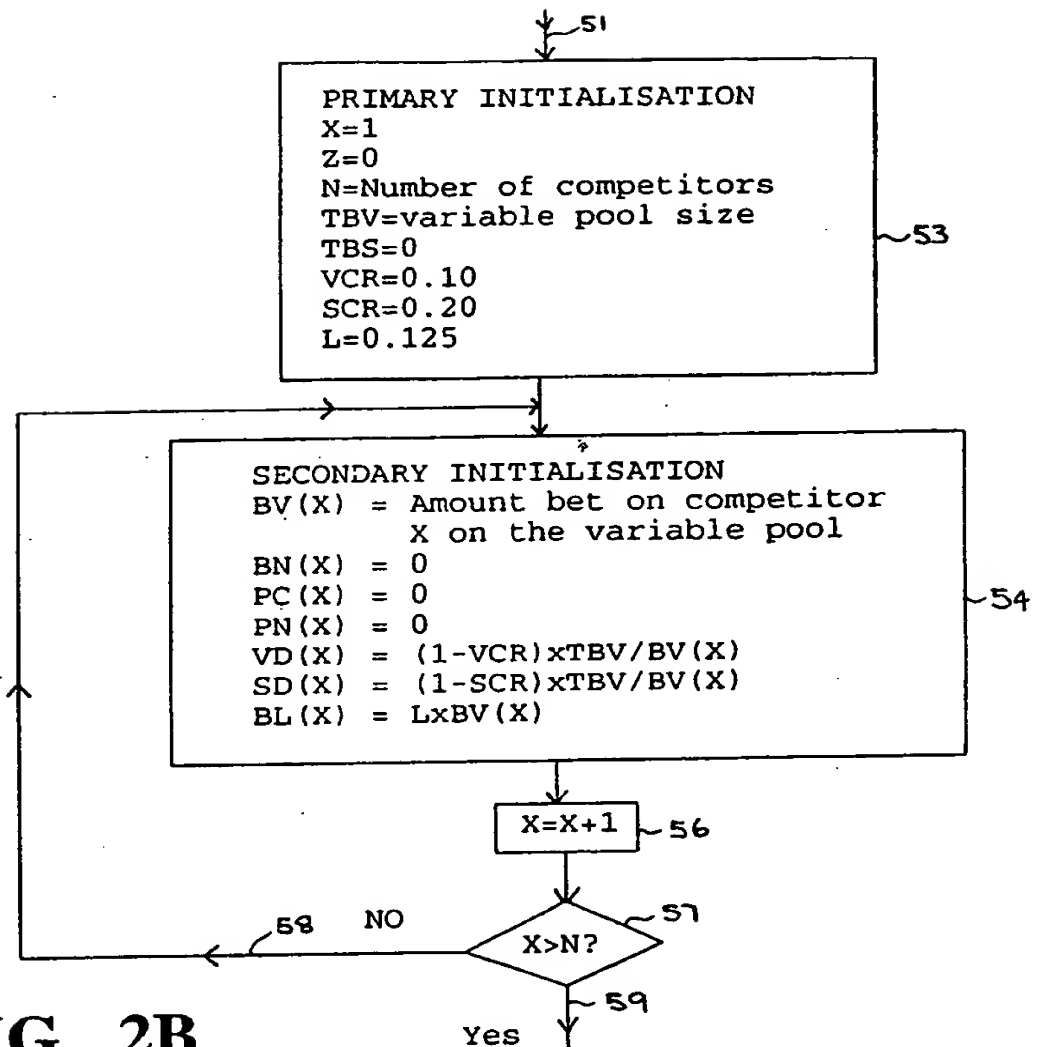 51
PRIMARY INITIALISATION
X=1
Z=0
N=Number of competitors
TBV=variable pool size
TBS=0
VCR=0.10
SCR=0.20
L=0.125
53
SECONDARY INITIALISATION
BV(X) = Amount bet on competitor
X on the variable pool
BN(X) = 0
PC(X) = 0
PN(X) = 0
VD(X) = (1-VCR)xTBV/BV(X)
SD(X) = (1-SCR)xTBV/BV(X)
BL(X) = LxBV(X)
54
X=X+1
56
57
58 NO
X>N?
59
Yes
2B